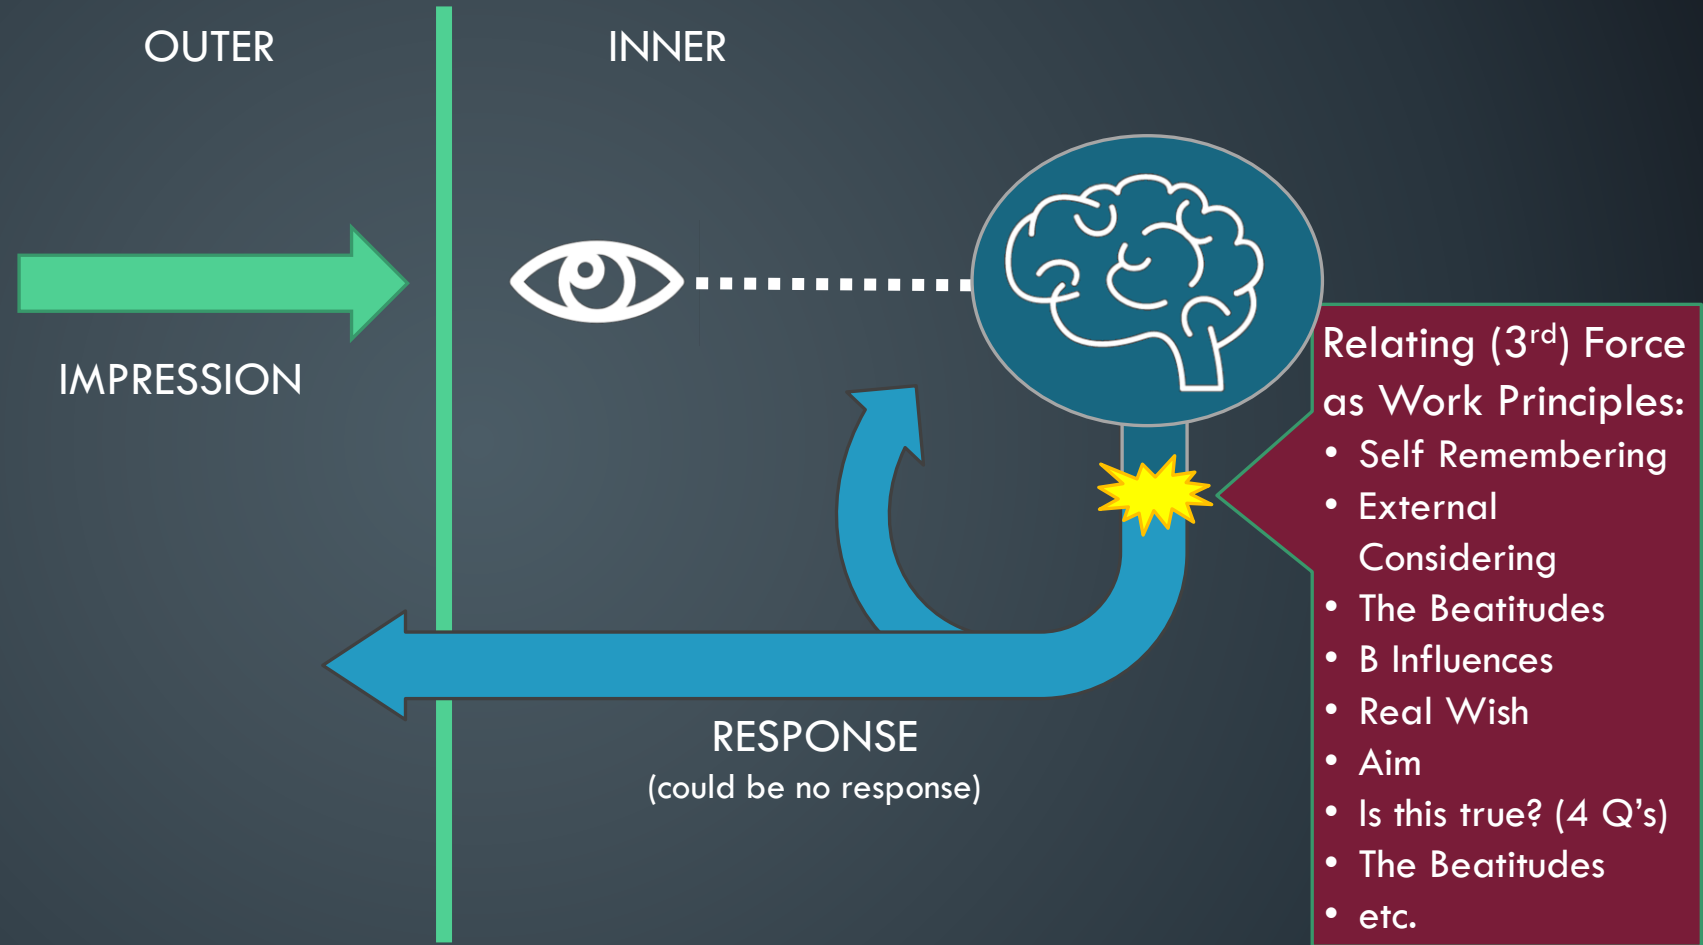 OUTER
INNER
IMPRESSION
Relating (3rd) Force
as Work Principles:
• Self Remembering
• External
Considering
• The Beatitudes
• B Influences
• Real Wish
• Aim
• Is this true? (4 Q’s)
• The Beatitudes
• etc.
RESPONSE
(could be no response)